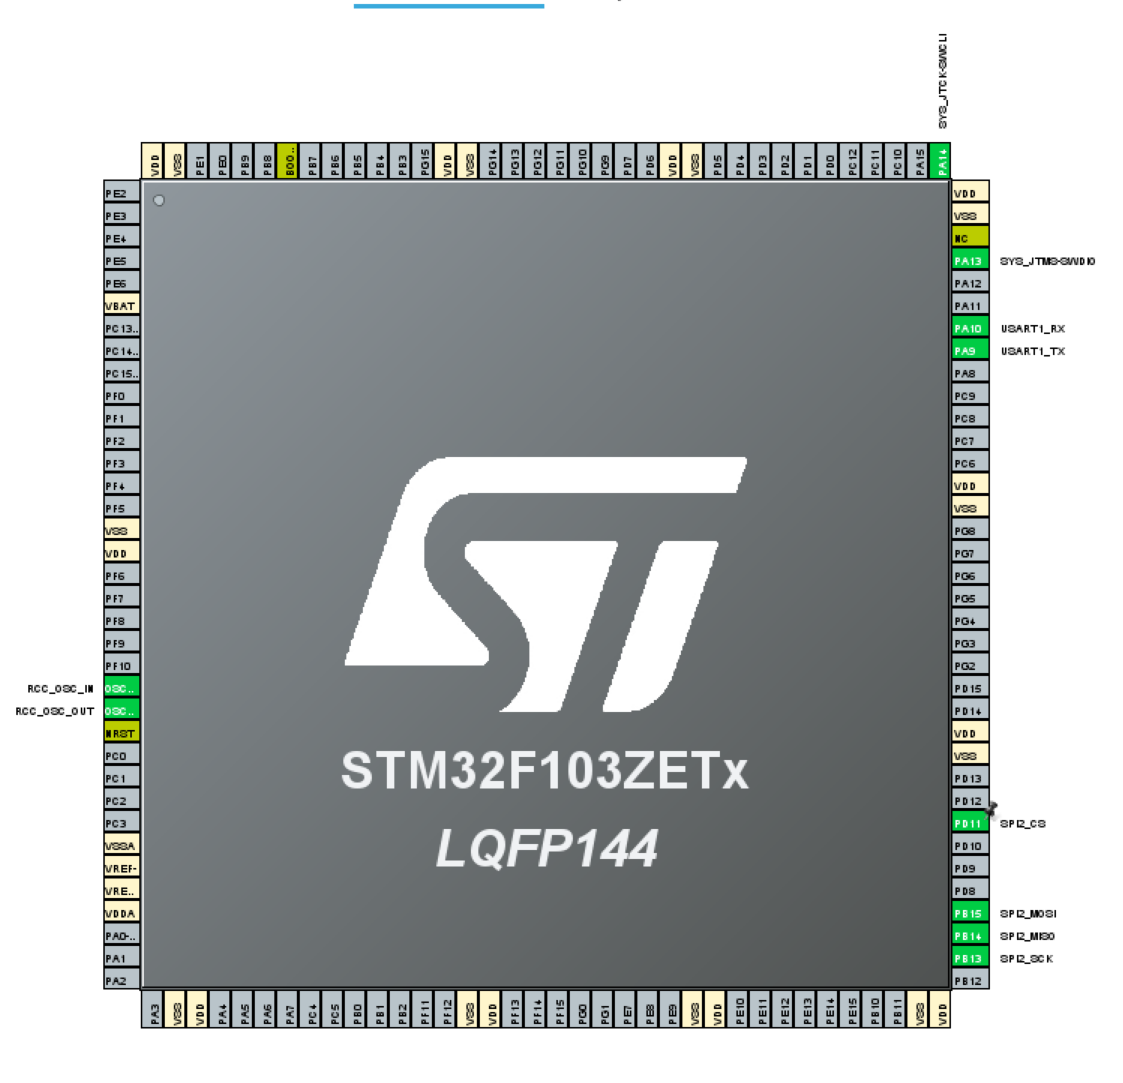 SYS_JTCK-SWCLI
VDD VSS PE1 PE0 PB9 PB8 BOO.. PB7 PB6 PB5 PB4 PB3 PG15 VDD VSS PG14 PG13 PG12 PG11 PG10 PG9 PD7 PD6 VDD VSS PD5 PD4 PD3 PD2 PD1 PD0 PC12 PC11 PC10 PA15 PA14
PE2 VDD
PE3 VSS
PE4 NC
PE5 PA13 SYS_JTMS-SWDIO
PE6 PA12
VBAT PA11
PC13.. PA10 USART1_RX
PC14.. PA9 USART1_TX
PC15.. PA8
PF0 PC9
PF1 PC8
PF2 PC7
PF3 PC6
PF4 VDD
PF5 VSS
VSS PG8
VDD PG7
PF6 PG6
PF7 PG5
PF8 PG4
PF9 PG3
PF10 PG2
RCC_OSC_IN OSC.. PD15
RCC_OSC_OUT OSC.. PD14
NRST VDD
PC0 VSS
PC1 PD13
PC2 PD12
PC3 PD11 SPI2_CS
VSSA PD10
VREF- PD9
VRE.. PD8
VDDA PB15 SPI2_MOSI
PA0-.. PB14 SPI2_MISO
PA1 PB13 SPI2_SCK
PA2 PB12
ST
STM32F103ZETx
LQFP144
PA3 VSS VDD PA4 PA5 PA6 PA7 PC4 PC5 PB0 PB1 PB2 PF11 PF12 VSS VDD PF13 PF14 PF15 PG0 PG1 PE7 PE8 PE9 VSS VDD PE10 PE11 PE12 PE13 PE14 PE15 PB10 PB11 VSS VDD